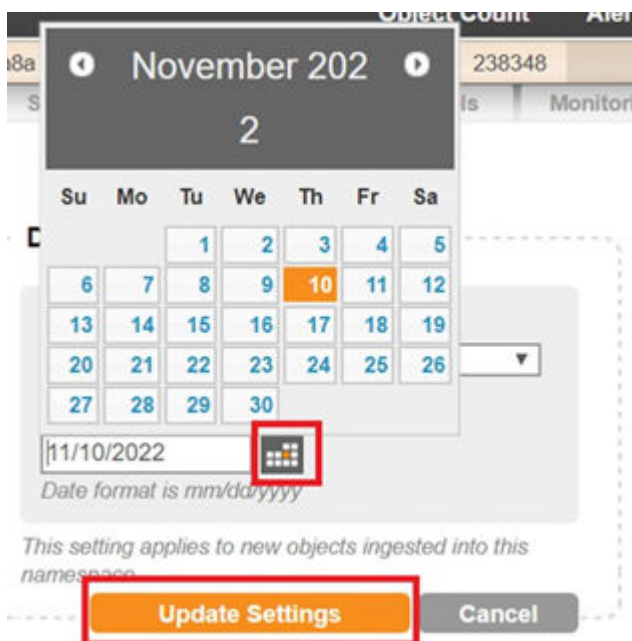 Object Count
November 202
238348
2
Su Mo Tu We Th Fr Sa
1 2 3 4 5
6 7 8 9 10 11 12
13 14 15 16 17 18 19
20 21 22 23 24 25 26
27 28 29 30
11/10/2022
Date format is mm/dd/yyyy
This setting applies to new objects ingested into this
namespace
Update Settings Cancel